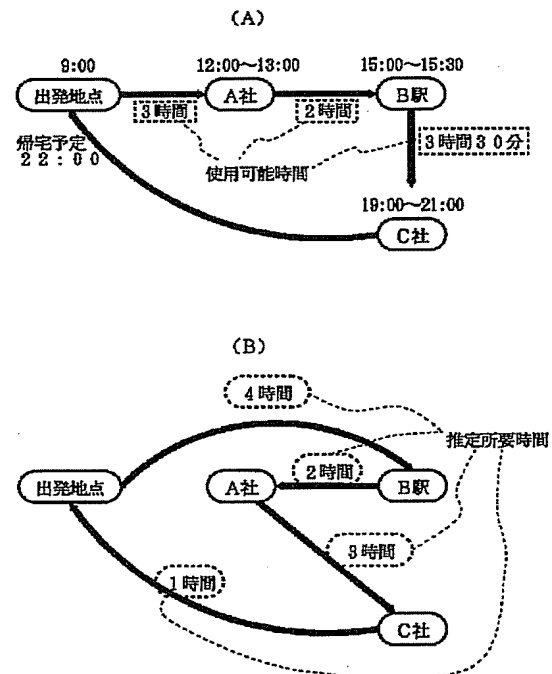 (A)
9:00
12:00～13:00
15:00～15:30
出発地点
A社
B駅
3時間
2時間
3時間30分
帰宅予定
22:00
使用可能時間
19:00～21:00
C社
(B)
4時間
推定所要時間
2時間
出発地点
A社
B駅
3時間
1時間
C社